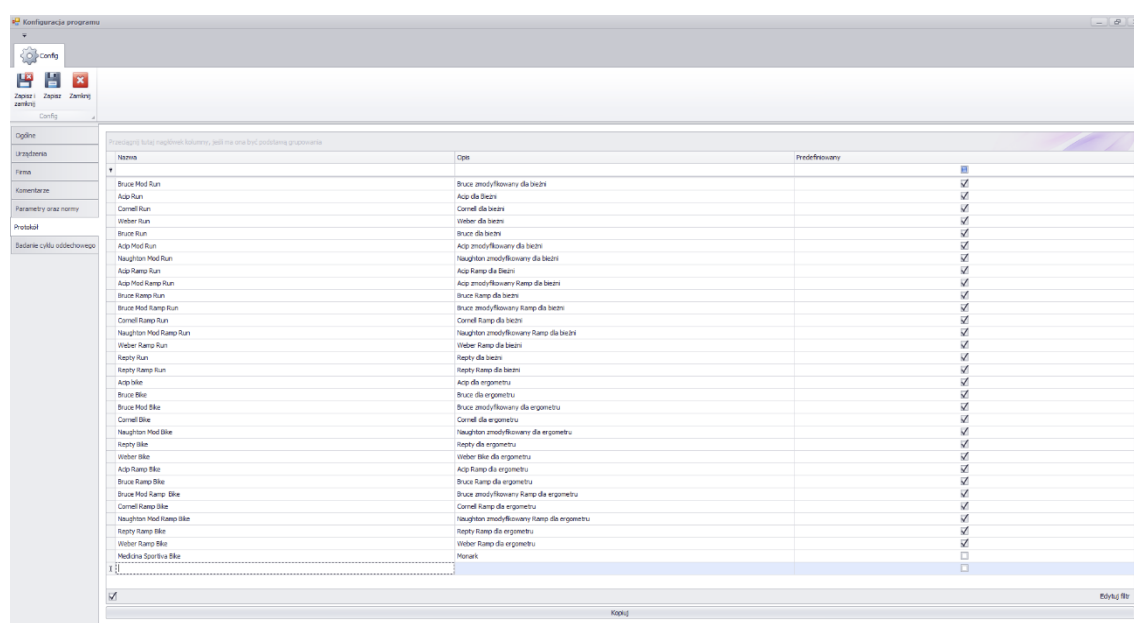 Konfiguracja programu
Config
Zapisz i zamknij
Zapisz
Zamknij
Config
Ogólne
Urządzenia
Firma
Komentarze
Parametry oraz normy
Protokół
Badanie cyklu oddechowego
Przeciągnij tutaj nagłówek kolumny, jeśli ma ona być podstawą grupowania
Nazwa Opis Predefiniowany
Bruce Mod Run Bruce zmodyfikowany dla bieżni
Acip Run Acip dla Bieżni
Cornell Run Cornell dla bieżni
Weber Run Weber dla bieżni
Bruce Run Bruce dla bieżni
Acip Mod Run Acip zmodyfikowany dla bieżni
Naughton Mod Run Naughton zmodyfikowany dla bieżni
Acip Ramp Run Acip Ramp dla Bieżni
Acip Mod Ramp Run Acip zmodyfikowany Ramp dla bieżni
Bruce Ramp Run Bruce Ramp dla bieżni
Bruce Mod Ramp Run Bruce zmodyfikowany Ramp dla bieżni
Cornell Ramp Run Cornell Ramp dla bieżni
Naughton Mod Ramp Run Naughton zmodyfikowany Ramp dla bieżni
Weber Ramp Run Weber Ramp dla bieżni
Repty Run Repty dla bieżni
Repty Ramp Run Repty Ramp dla bieżni
Acip bike Acip dla ergometru
Bruce Bike Bruce dla ergometru
Bruce Mod Bike Bruce zmodyfikowany dla ergometru
Cornell Bike Cornell dla ergometru
Naughton Mod Bike Naughton zmodyfikowany dla ergometru
Repty Bike Repty dla ergometru
Weber Bike Weber Bike dla ergometru
Acip Ramp Bike Acip Ramp dla ergometru
Bruce Ramp Bike Bruce Ramp dla ergometru
Bruce Mod Ramp Bike Bruce zmodyfikowany Ramp dla ergometru
Cornell Ramp Bike Cornell Ramp dla ergometru
Naughton Mod Ramp Bike Naughton zmodyfikowany Ramp dla ergometru
Repty Ramp Bike Repty Ramp dla ergometru
Weber Ramp Bike Weber Ramp dla ergometru
Medicina Sportiva Bike Monark
Edytuj filtr
Kopiuj